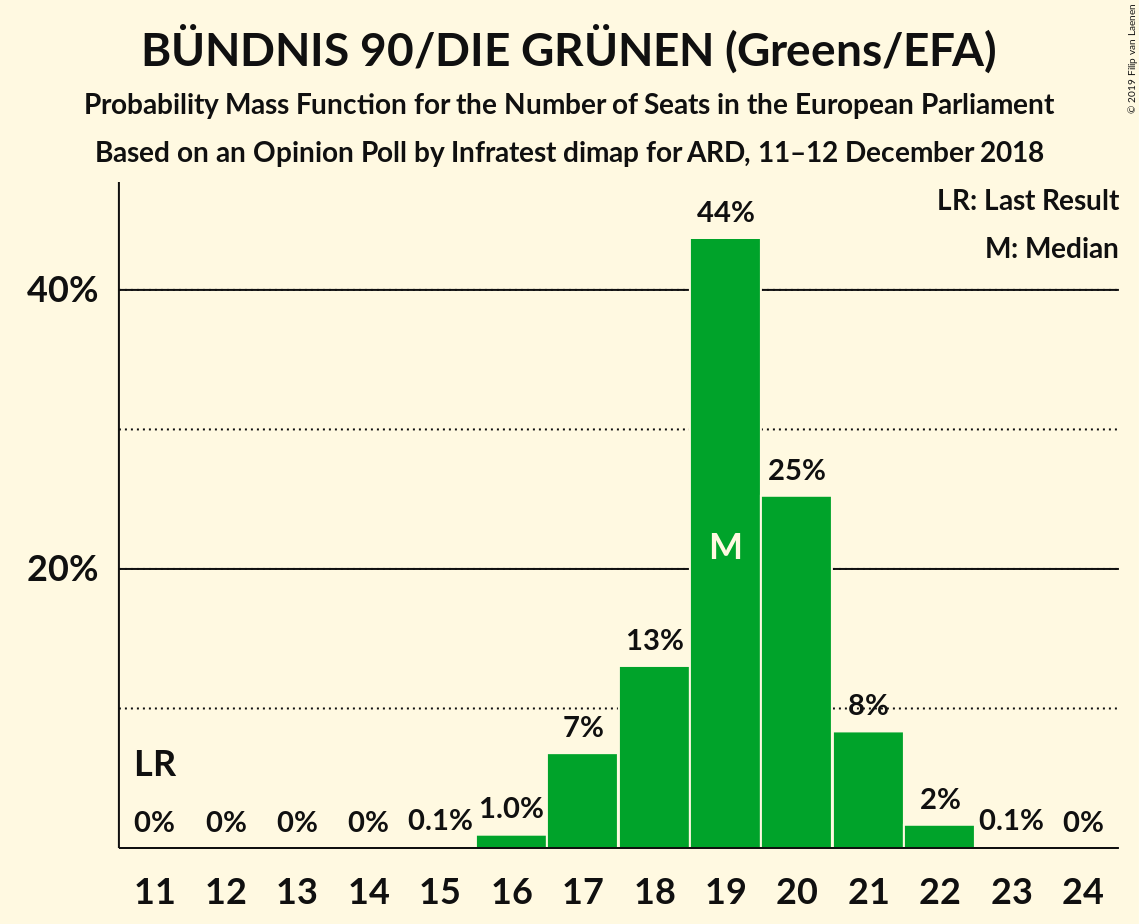 BÜNDNIS 90/DIE GRÜNEN (Greens/EFA)
Probability Mass Function for the Number of Seats in the European Parliament
Based on an Opinion Poll by Infratest dimap for ARD, 11–12 December 2018
© 2019 Filip van Laenen
LR: Last Result
M: Median
44%
40%
25%
M
20%
13%
8%
7%
LR
2%
1.0%
0% 0% 0% 0% 0.1% 0.1% 0%
11 12 13 14 15 16 17 18 19 20 21 22 23 24